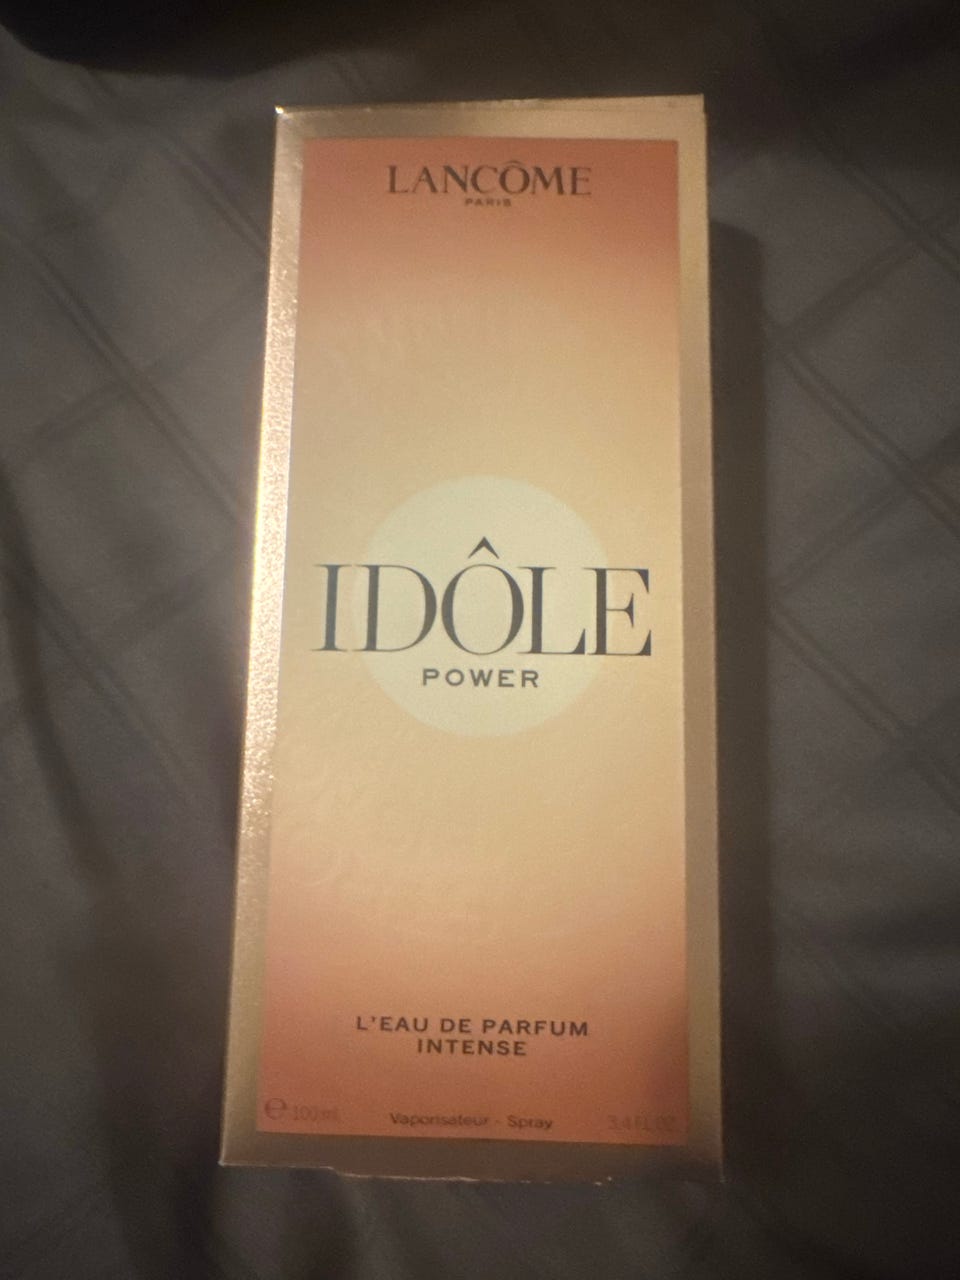 LANCÔME
PARIS
IDÔLE
POWER
L'EAU DE PARFUM
INTENSE
℮ 100 mL Vaporisateur - Spray 3.4 FL.OZ.